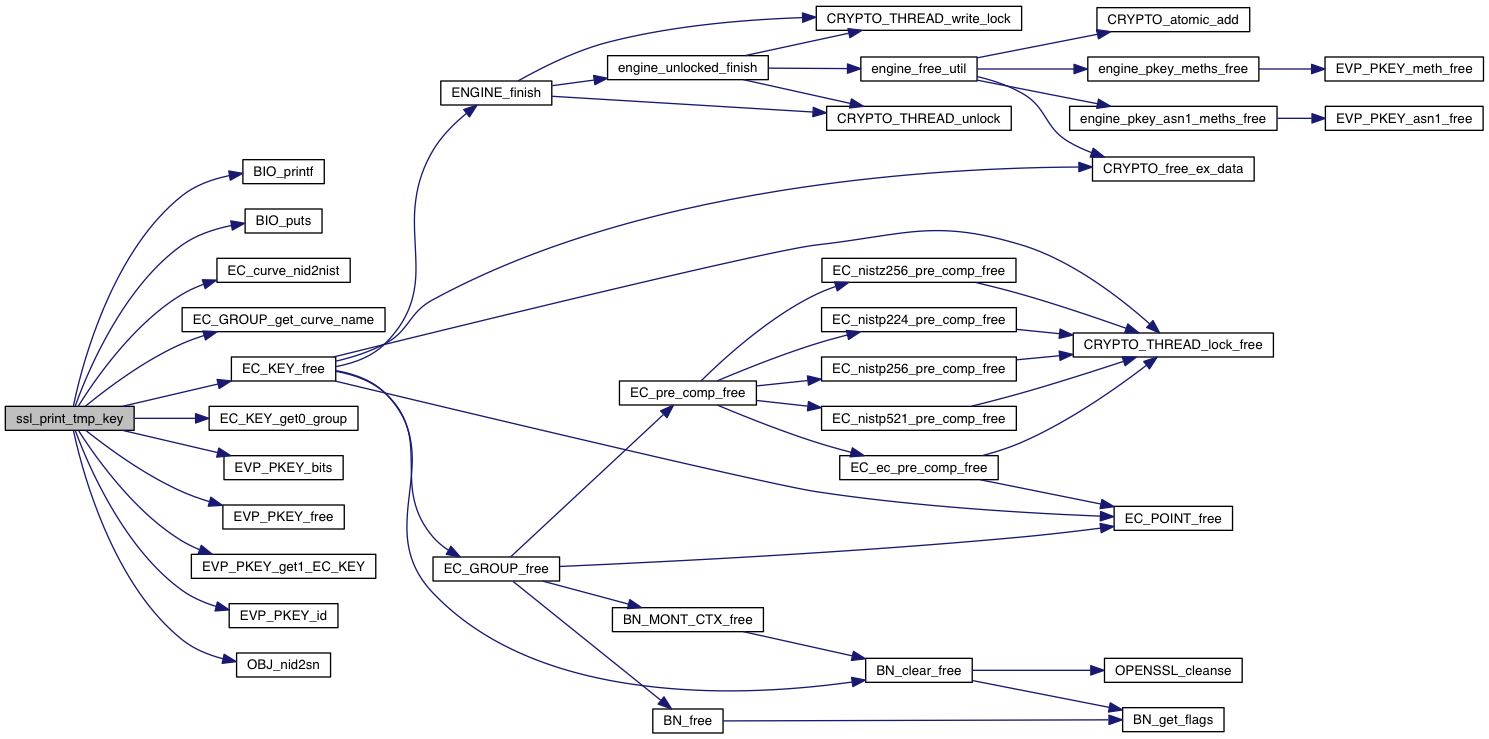 ssl_print_tmp_key
BIO_printf
BIO_puts
EC_curve_nid2nist
EC_GROUP_get_curve_name
EC_KEY_free
EC_KEY_get0_group
EVP_PKEY_bits
EVP_PKEY_free
EVP_PKEY_get1_EC_KEY
EVP_PKEY_id
OBJ_nid2sn
ENGINE_finish
EC_GROUP_free
engine_unlocked_finish
EC_pre_comp_free
BN_MONT_CTX_free
BN_free
CRYPTO_THREAD_write_lock
engine_free_util
CRYPTO_THREAD_unlock
EC_nistz256_pre_comp_free
EC_nistp224_pre_comp_free
EC_nistp256_pre_comp_free
EC_nistp521_pre_comp_free
EC_ec_pre_comp_free
BN_clear_free
CRYPTO_atomic_add
engine_pkey_meths_free
engine_pkey_asn1_meths_free
CRYPTO_free_ex_data
CRYPTO_THREAD_lock_free
EC_POINT_free
OPENSSL_cleanse
BN_get_flags
EVP_PKEY_meth_free
EVP_PKEY_asn1_free